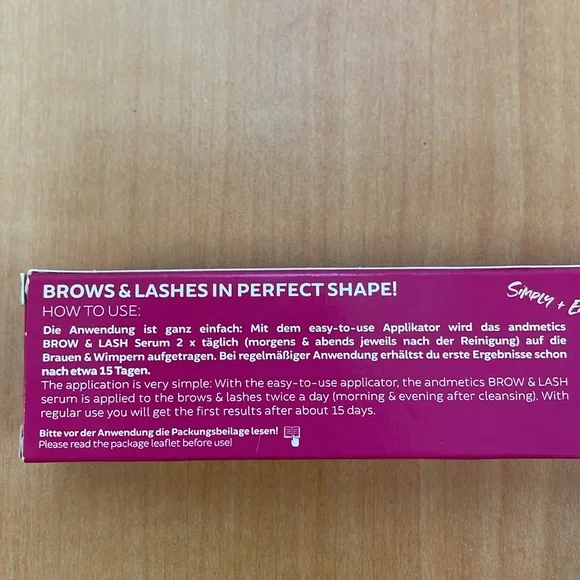 BROWS & LASHES IN PERFECT SHAPE!
SIMPLY +
HOW TO USE:
Die Anwendung ist ganz einfach: Mit dem easy-to-use Applikator wird das andmetics
BROW & LASH Serum 2 x täglich (morgens & abends jeweils nach der Reinigung) auf die
Brauen & Wimpern aufgetragen. Bei regelmäßiger Anwendung erhältst du erste Ergebnisse schon
nach etwa 15 Tagen.
The application is very simple: With the easy-to-use applicator, the andmetics BROW & LASH
serum is applied to the brows & lashes twice a day (morning & evening after cleansing). With
regular use you will get the first results after about 15 days.
Bitte vor der Anwendung die Packungsbeilage lesen!
Please read the package leaflet before use!